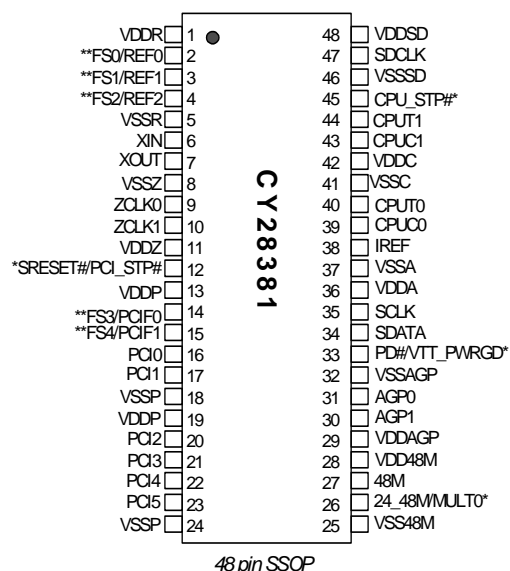 VDDR 1 48 VDDSD
**FS0/REF0 2 47 SDCLK
**FS1/REF1 3 46 VSSSD
**FS2/REF2 4 45 CPU_STP#*
VSSR 5 44 CPUT1
XIN 6 43 CPUC1
XOUT 7 42 VDDC
VSSZ 8 41 VSSC
ZCLK0 9 40 CPUT0
ZCLK1 10 39 CPUC0
VDDZ 11 38 IREF
*SRESET#/PCI_STP# 12 37 VSSA
VDDP 13 36 VDDA
**FS3/PCIF0 14 35 SCLK
**FS4/PCIF1 15 34 SDATA
PCI0 16 33 PD#/VTT_PWRGD*
PCI1 17 32 VSSAGP
VSSP 18 31 AGP0
VDDP 19 30 AGP1
PCI2 20 29 VDDAGP
PCI3 21 28 VDD48M
PCI4 22 27 48M
PCI5 23 26 24_48M/MULT0*
VSSP 24 25 VSS48M
CY28381
48 pin SSOP